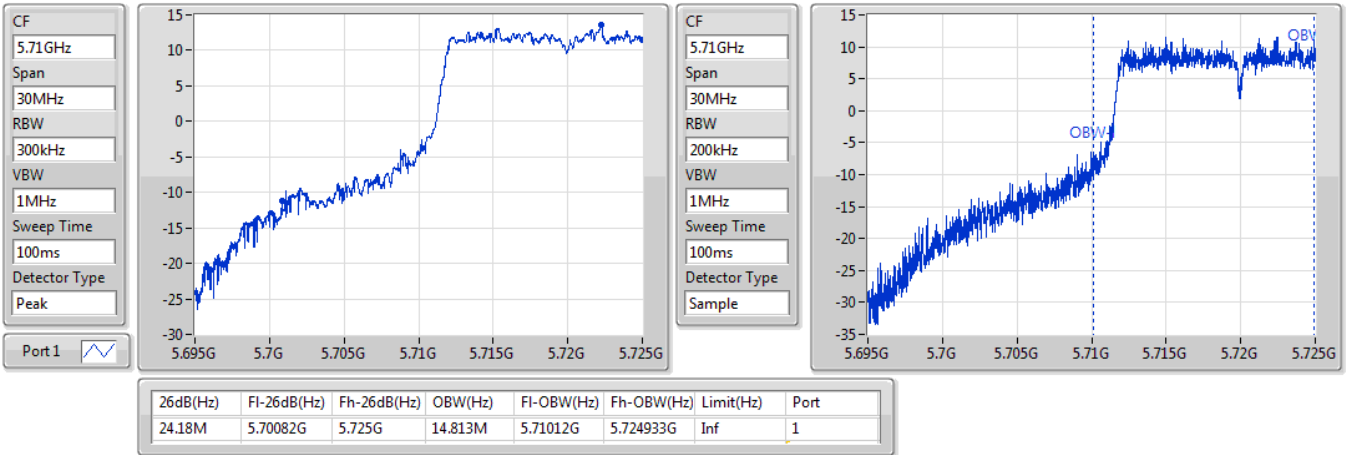 CF
5.71GHz
Span
30MHz
RBW
300kHz
VBW
1MHz
Sweep Time
100ms
Detector Type
Peak
Port 1
15
10
5
0
-5
-10
-15
-20
-25
-30
5.695G 5.7G 5.705G 5.71G 5.715G 5.72G 5.725G
CF
5.71GHz
Span
30MHz
RBW
200kHz
VBW
1MHz
Sweep Time
100ms
Detector Type
Sample
15
10
5
0
-5
-10
-15
-20
-25
-30
-35
OBW
OBW
5.695G 5.7G 5.705G 5.71G 5.715G 5.72G 5.725G
26dB(Hz) Fl-26dB(Hz) Fh-26dB(Hz) OBW(Hz) Fl-OBW(Hz) Fh-OBW(Hz) Limit(Hz) Port
24.18M 5.70082G 5.725G 14.813M 5.71012G 5.724933G Inf 1